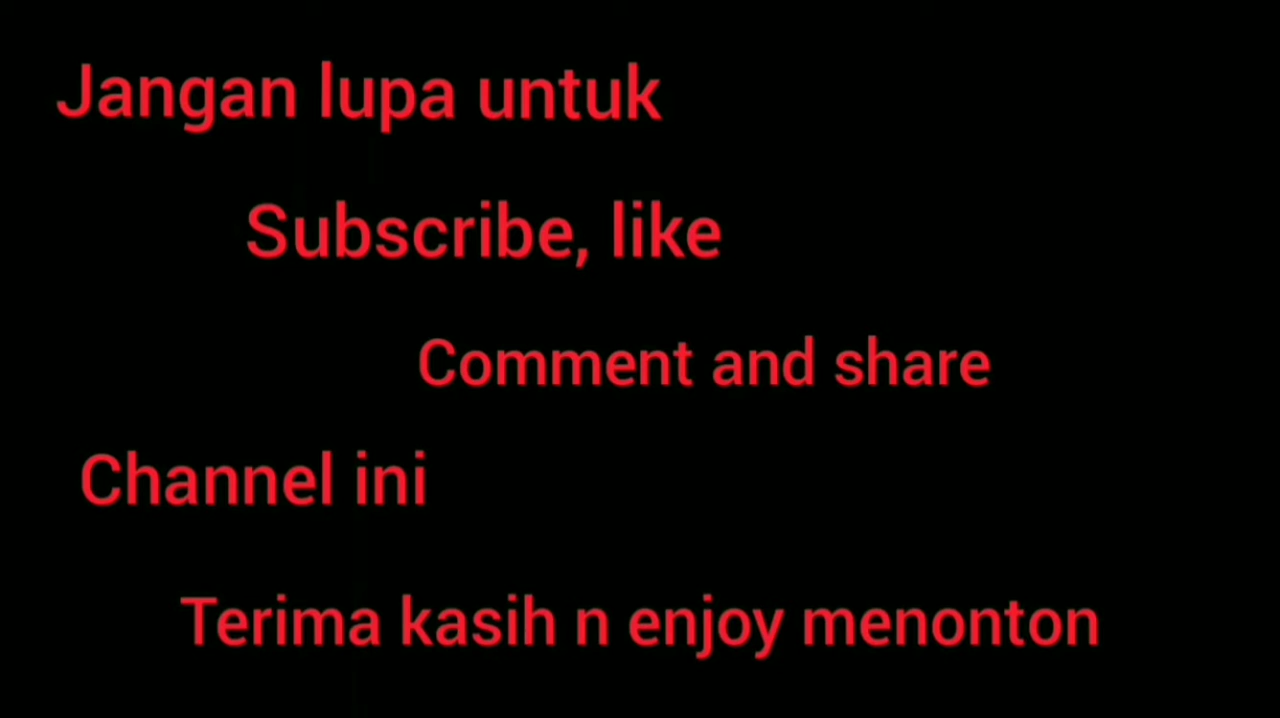 Jangan lupa untuk
Subscribe, like
Comment and share
Channel ini
Terima kasih n enjoy menonton